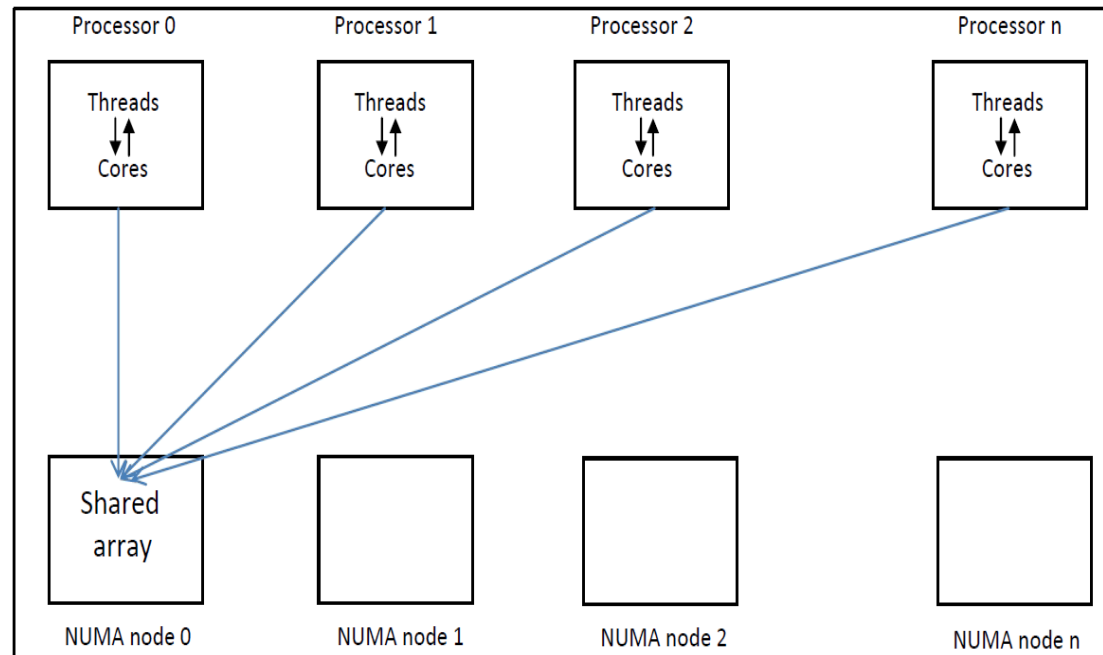 Processor 0
Processor 1
Processor 2
Processor n
Threads
Threads
Threads
Threads
Cores
Cores
Cores
Cores
Shared
array
NUMA node 0
NUMA node 1
NUMA node 2
NUMA node n